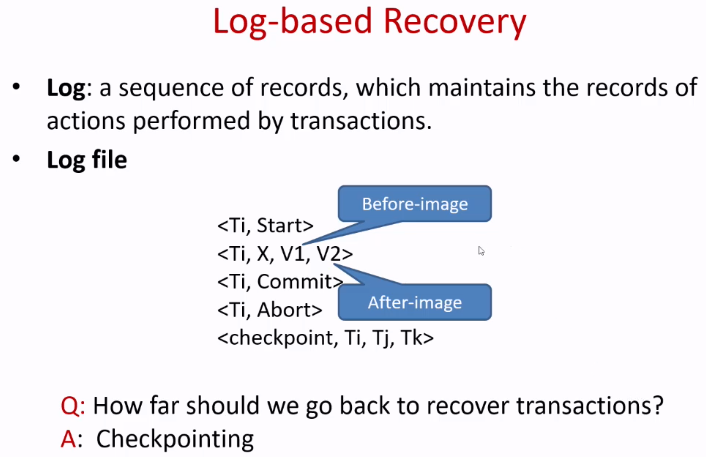 Log-based Recovery
• Log: a sequence of records, which maintains the records of
actions performed by transactions.
• Log file
Before-image
<Ti, Start>
<Ti, X, V1, V2>
<Ti, Commit>
After-image
<Ti, Abort>
<checkpoint, Ti, Tj, Tk>
Q: How far should we go back to recover transactions?
A: Checkpointing